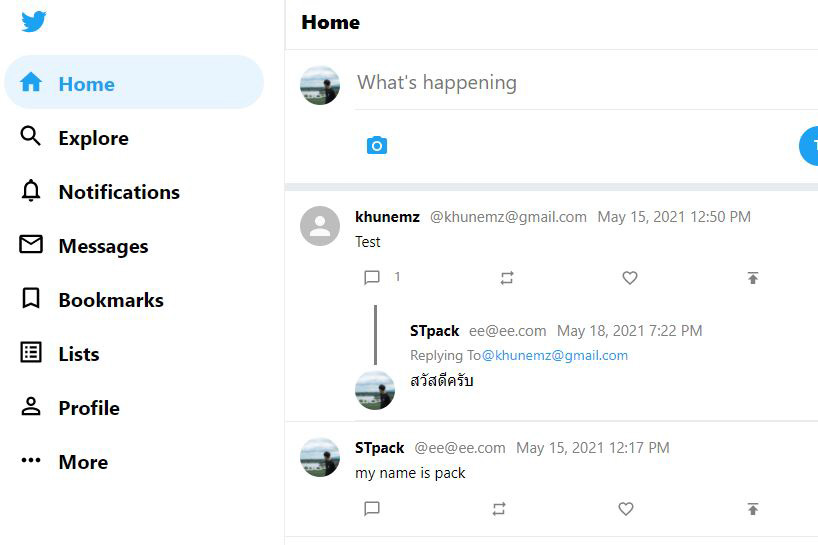 Home
Explore
Notifications
Messages
Bookmarks
Lists
Profile
More
Home
What's happening
khunemz @khunemz@gmail.com May 15, 2021 12:50 PM
Test
1
STpack ee@ee.com May 18, 2021 7:22 PM
Replying To@khunemz@gmail.com
สวัสดีครับ
STpack @ee@ee.com May 15, 2021 12:17 PM
my name is pack